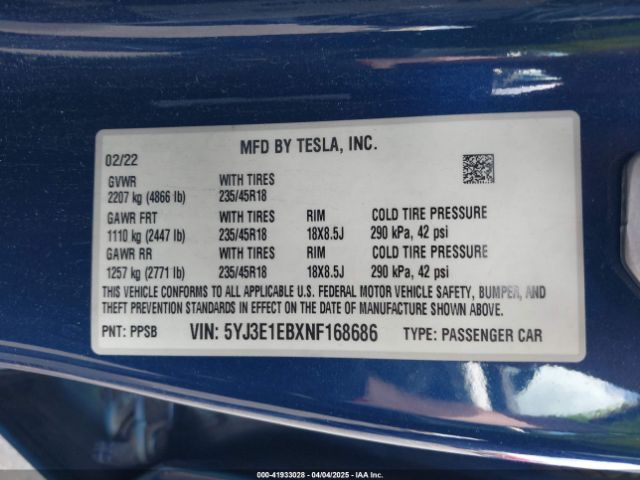 MFD BY TESLA, INC.
02/22
GVWR WITH TIRES
2207 kg (4866 lb) 235/45R18
GAWR FRT WITH TIRES RIM COLD TIRE PRESSURE
1110 kg (2447 lb) 235/45R18 18X8.5J 290 kPa, 42 psi
GAWR RR WITH TIRES RIM COLD TIRE PRESSURE
1257 kg (2771 lb) 235/45R18 18X8.5J 290 kPa, 42 psi
THIS VEHICLE CONFORMS TO ALL APPLICABLE U.S. FEDERAL MOTOR VEHICLE SAFETY, BUMPER, AND
THEFT PREVENTION STANDARDS IN EFFECT ON THE DATE OF MANUFACTURE SHOWN ABOVE.
PNT: PPSB VIN: 5YJ3E1EBXNF168686 TYPE: PASSENGER CAR
000-41933028 - 04/04/2025 - IAA Inc.